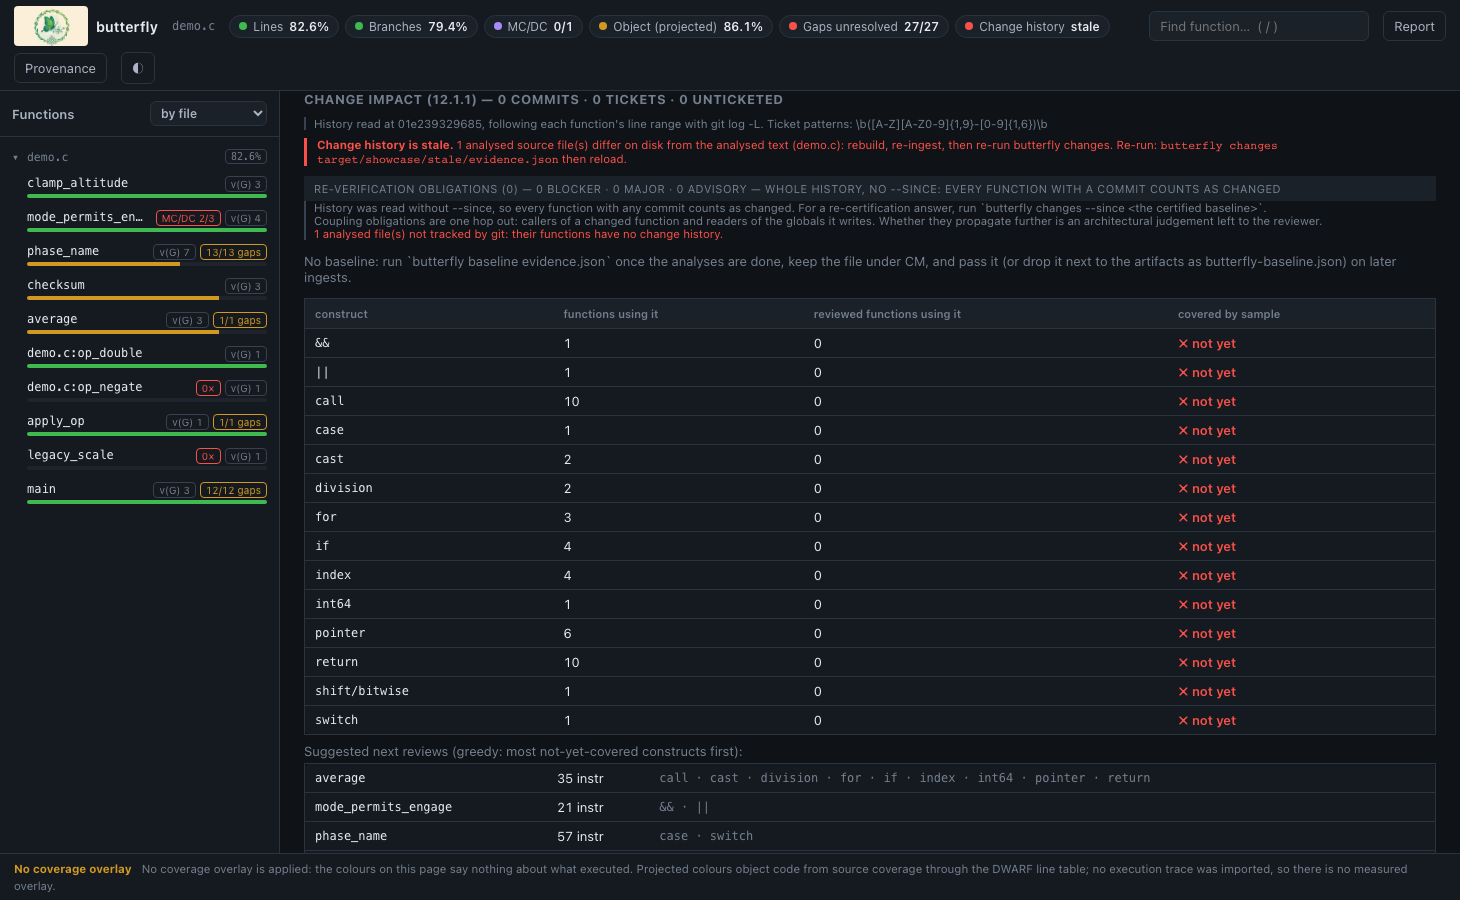 butterfly demo.c Lines 82.6% Branches 79.4% MC/DC 0/1 Object (projected) 86.1% Gaps unresolved 27/27 Change history stale Find function... ( / ) Report
Provenance
Functions by file
demo.c 82.6%
clamp_altitude v(G) 3
mode_permits_en… MC/DC 2/3 v(G) 4
phase_name v(G) 7 13/13 gaps
checksum v(G) 3
average v(G) 3 1/1 gaps
demo.c:op_double v(G) 1
demo.c:op_negate 0× v(G) 1
apply_op v(G) 1 1/1 gaps
legacy_scale 0× v(G) 1
main v(G) 3 12/12 gaps
CHANGE IMPACT (12.1.1) — 0 COMMITS · 0 TICKETS · 0 UNTICKETED
History read at 01e239329685, following each function's line range with git log -L. Ticket patterns: \b([A-Z][A-Z0-9]{1,9}-[0-9]{1,6})\b
Change history is stale. 1 analysed source file(s) differ on disk from the analysed text (demo.c): rebuild, re-ingest, then re-run butterfly changes. Re-run: butterfly changes
target/showcase/stale/evidence.json then reload.
RE-VERIFICATION OBLIGATIONS (0) — 0 BLOCKER · 0 MAJOR · 0 ADVISORY — WHOLE HISTORY, NO --SINCE: EVERY FUNCTION WITH A COMMIT COUNTS AS CHANGED
History was read without --since, so every function with any commit counts as changed. For a re-certification answer, run `butterfly changes --since <the certified baseline>`.
Coupling obligations are one hop out: callers of a changed function and readers of the globals it writes. Whether they propagate further is an architectural judgement left to the reviewer.
1 analysed file(s) not tracked by git: their functions have no change history.
No baseline: run `butterfly baseline evidence.json` once the analyses are done, keep the file under CM, and pass it (or drop it next to the artifacts as butterfly-baseline.json) on later
ingests.
construct functions using it reviewed functions using it covered by sample
&& 1 0 ✕ not yet
|| 1 0 ✕ not yet
call 10 0 ✕ not yet
case 1 0 ✕ not yet
cast 2 0 ✕ not yet
division 2 0 ✕ not yet
for 3 0 ✕ not yet
if 4 0 ✕ not yet
index 4 0 ✕ not yet
int64 1 0 ✕ not yet
pointer 6 0 ✕ not yet
return 10 0 ✕ not yet
shift/bitwise 1 0 ✕ not yet
switch 1 0 ✕ not yet
Suggested next reviews (greedy: most not-yet-covered constructs first):
average 35 instr call · cast · division · for · if · index · int64 · pointer · return
mode_permits_engage 21 instr && · ||
phase_name 57 instr case · switch
No coverage overlay No coverage overlay is applied: the colours on this page say nothing about what executed. Projected colours object code from source coverage through the DWARF line table; no execution trace was imported, so there is no measured
overlay.